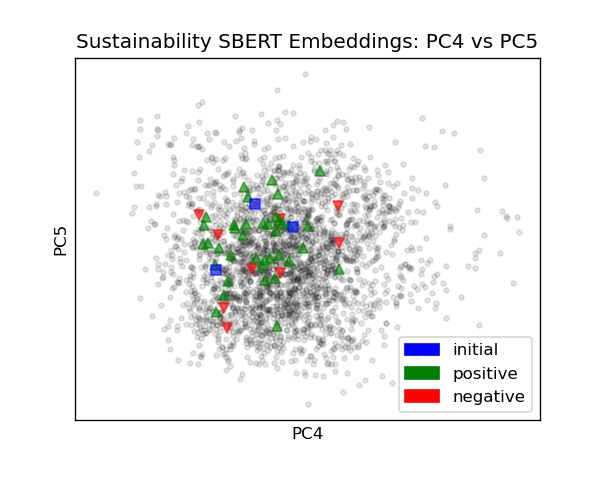 Sustainability SBERT Embeddings: PC4 vs PC5
PC5
PC4
initial
positive
negative